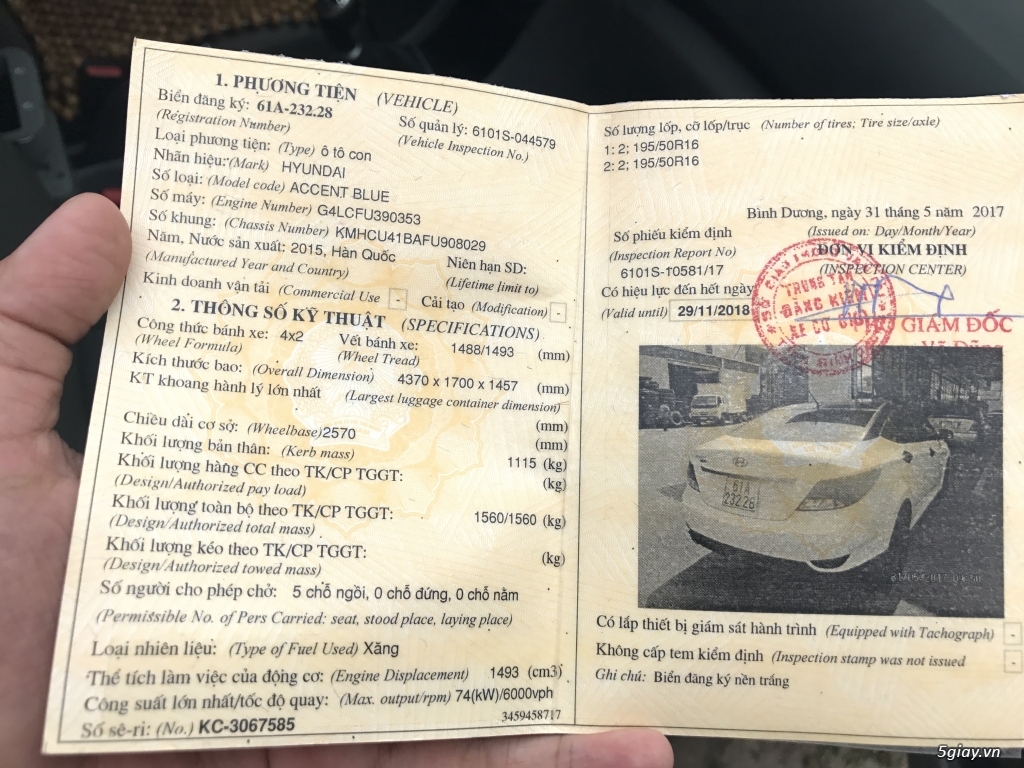 1. PHƯƠNG TIỆN (VEHICLE)
Biển đăng ký: 61A-232.28
(Registration Number)
Số quản lý: 6101S-044579
(Vehicle Inspection No.)
Loại phương tiện: (Type) ô tô con
Nhãn hiệu: (Mark) HYUNDAI
Số loại: (Model code) ACCENT BLUE
Số máy: (Engine Number) G4LCFU390353
Số khung: (Chassis Number) KMHCU41BAFU908029
Năm, Nước sản xuất: 2015, Hàn Quốc
(Manufactured Year and Country)
Niên hạn SD:
(Lifetime limit to)
Kinh doanh vận tải (Commercial Use - Cải tạo (Modification) -
2. THÔNG SỐ KỸ THUẬT (SPECIFICATIONS)
Công thức bánh xe: 4x2 Vết bánh xe: 1488/1493 (mm)
(Wheel Formula) (Wheel Tread)
Kích thước bao: (Overall Dimension) 4370 x 1700 x 1457 (mm)
KT khoang hành lý lớn nhất (Largest luggage container dimension)
(mm)
Chiều dài cơ sở: (Wheelbase)2570 (mm)
Khối lượng bản thân: (Kerb mass) 1115 (kg)
Khối lượng hàng CC theo TK/CP TGGT: (kg)
(Design/Authorized pay load)
Khối lượng toàn bộ theo TK/CP TGGT: 1560/1560 (kg)
(Design/Authorized total mass)
Khối lượng kéo theo TK/CP TGGT: (kg)
(Design/Authorized towed mass)
Số người cho phép chở: 5 chỗ ngồi, 0 chỗ đứng, 0 chỗ nằm
(Permissible No. of Pers Carried: seat, stood place, laying place)
Loại nhiên liệu: (Type of Fuel Used) Xăng
Thể tích làm việc của động cơ: (Engine Displacement) 1493 (cm3)
Công suất lớn nhất/tốc độ quay: (Max. output/rpm) 74(kW)/6000vph
Số sê-ri: (No.) KC-3067585
3459458717
Số lượng lốp, cỡ lốp/trục (Number of tires; Tire size/axle)
1: 2; 195/50R16
2: 2; 195/50R16
Bình Dương, ngày 31 tháng 5 năm 2017
(Issued on: Day/Month/Year)
Số phiếu kiểm định
(Inspection Report No)
6101S-10581/17
ĐƠN VỊ KIỂM ĐỊNH
(INSPECTION CENTER)
Có hiệu lực đến hết ngày
(Valid until) 29/11/2018
TRUNG TÂM
ĐĂNG KIỂM
XE CƠ GIỚI
GIÁM ĐỐC
61A
232.28
Có lắp thiết bị giám sát hành trình (Equipped with Tachograph) -
Không cấp tem kiểm định (Inspection stamp was not issued -
Ghi chú: Biển đăng ký nền trắng
5giay.vn